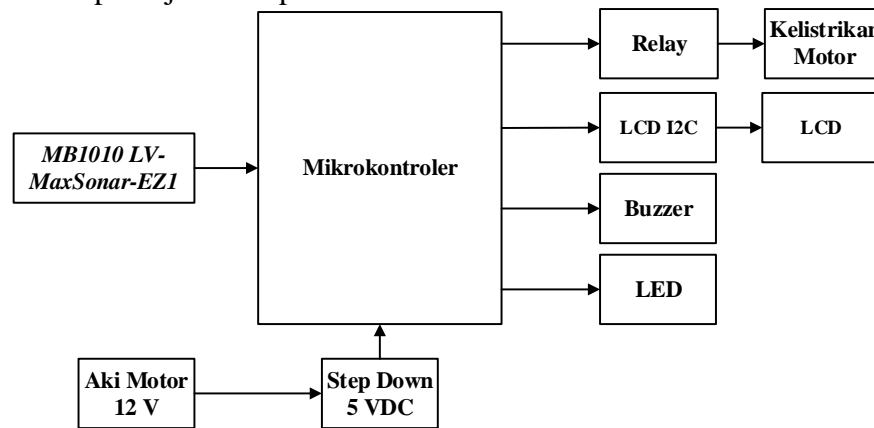 Relay
Kelistrikan
Motor
LCD I2C
LCD
MB1010 LV-
MaxSonar-EZ1
Mikrokontroler
Buzzer
LED
Aki Motor
12 V
Step Down
5 VDC